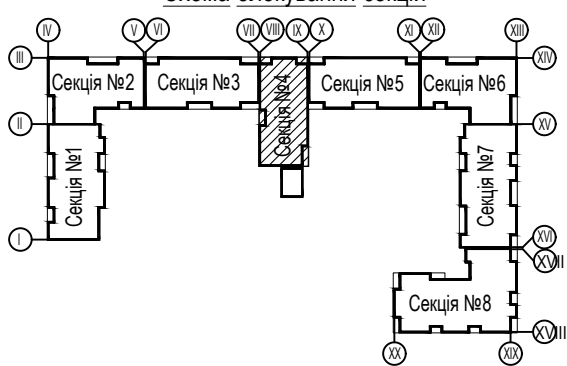 Схема блокування секцій
IV V VI VII VIII IX X XI XII XIII
III XIV
Секція №2 Секція №3 Секція №4 Секція №5 Секція №6
II XV
Секція №1 Секція №7
I XVI
XVII
Секція №8
XVIII
XX XIX